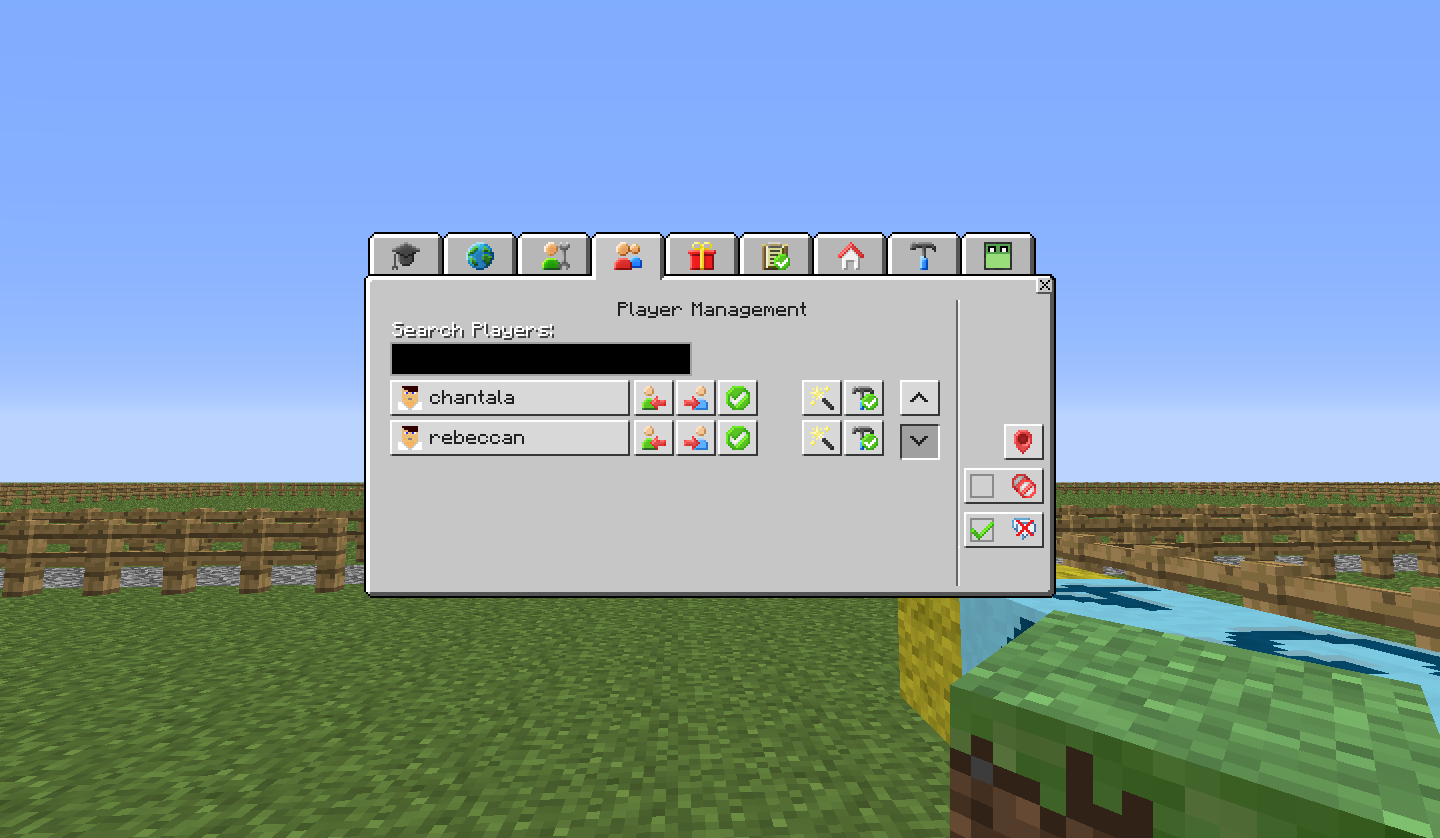 Player Management
Search Players:
chantala
rebeccan